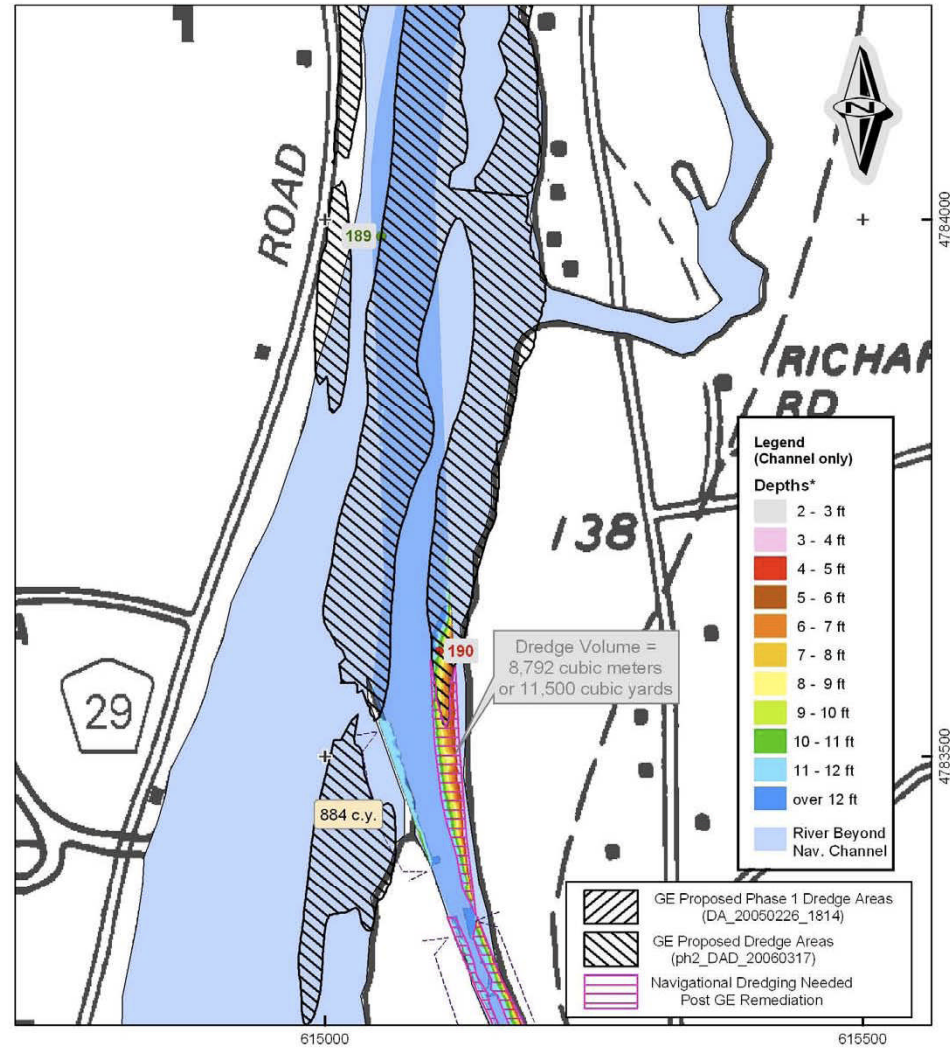 N
ROAD
189
4784000
RICHAR
RD
138
Legend
(Channel only)
Depths*
2 - 3 ft
3 - 4 ft
4 - 5 ft
5 - 6 ft
6 - 7 ft
7 - 8 ft
8 - 9 ft
9 - 10 ft
10 - 11 ft
11 - 12 ft
over 12 ft
River Beyond
Nav. Channel
190
Dredge Volume =
8,792 cubic meters
or 11,500 cubic yards
29
4783500
884 c.y.
GE Proposed Phase 1 Dredge Areas
(DA_20050226_1814)
GE Proposed Dredge Areas
(ph2_DAD_20060317)
Navigational Dredging Needed
Post GE Remediation
615000
615500